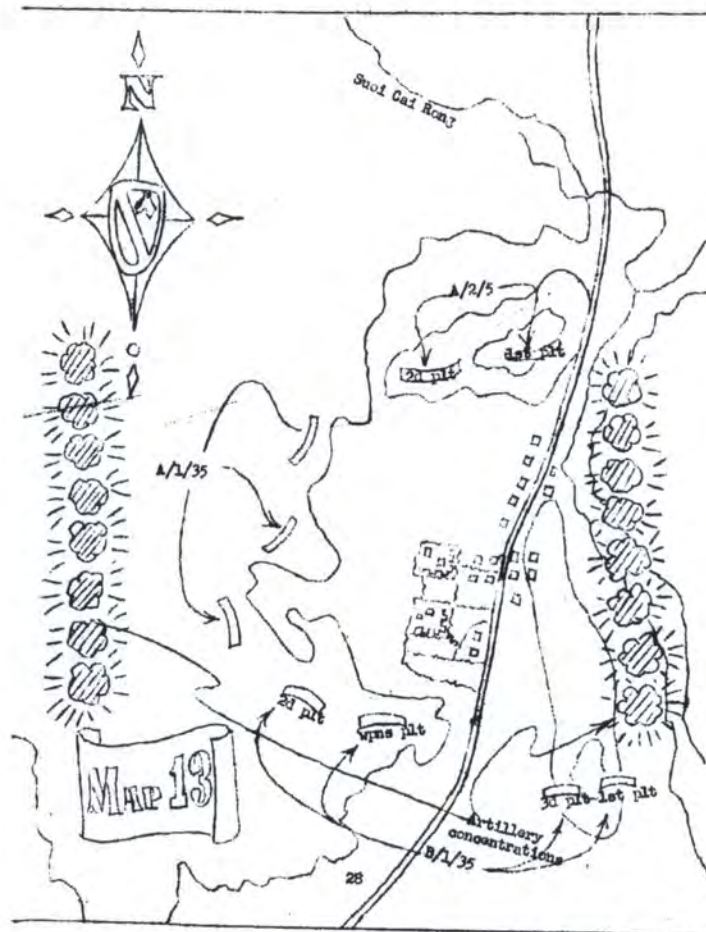 N
Suoi Cai Rong
A/2/5
1st plt
2d plt
A/1/35
2d plt
wpns plt
MAP 13
3d plt
1st plt
Artillery
concentrations
B/1/35
28